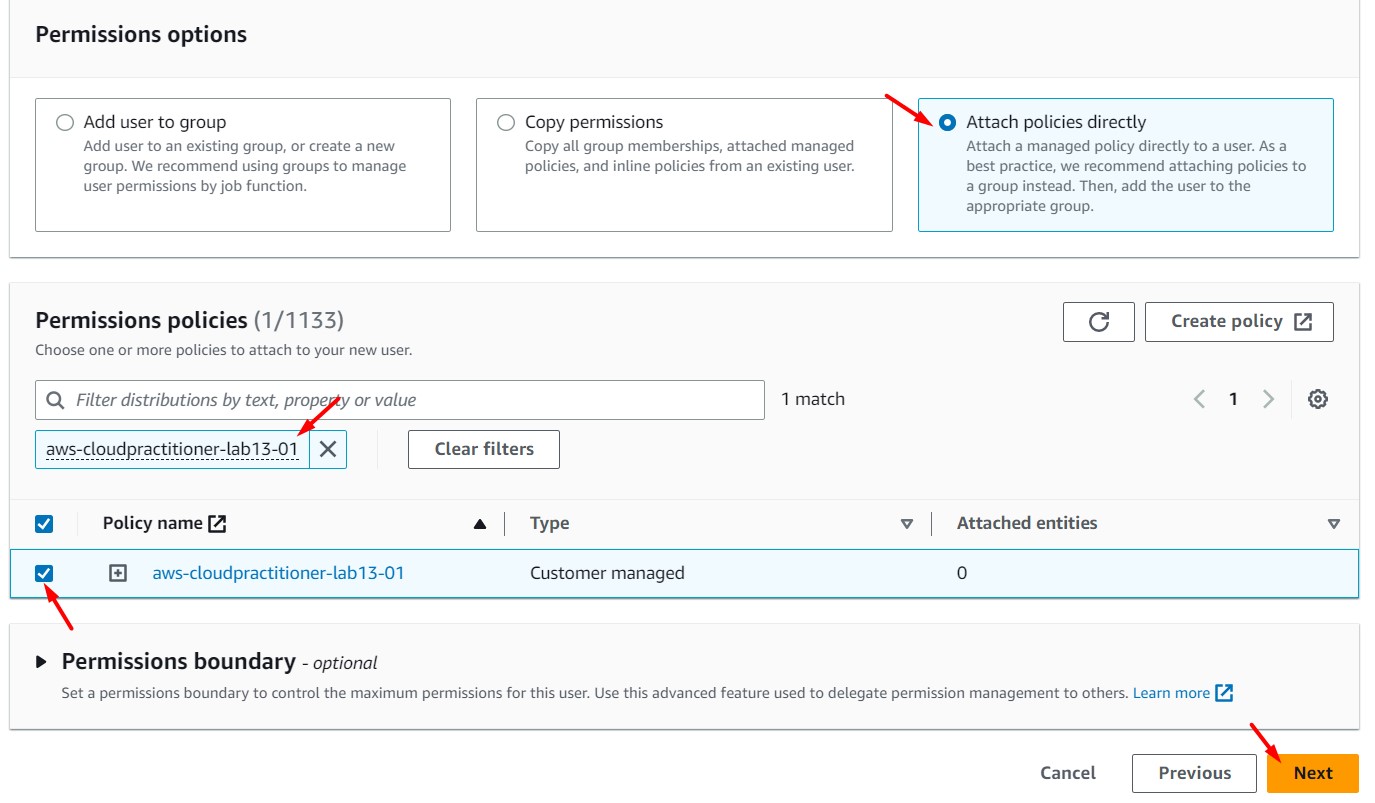 Permissions options
Add user to group
Add user to an existing group, or create a new
group. We recommend using groups to manage
user permissions by job function.
Copy permissions
Copy all group memberships, attached managed
policies, and inline policies from an existing user.
Attach policies directly
Attach a managed policy directly to a user. As a
best practice, we recommend attaching policies to
a group instead. Then, add the user to the
appropriate group.
Permissions policies (1/1133)
Choose one or more policies to attach to your new user.
Create policy
Filter distributions by text, property or value
1 match
1
aws-cloudpractitioner-lab13-01
Clear filters
Policy name
Type
Attached entities
aws-cloudpractitioner-lab13-01
Customer managed
0
Permissions boundary - optional
Set a permissions boundary to control the maximum permissions for this user. Use this advanced feature used to delegate permission management to others. Learn more
Cancel
Previous
Next